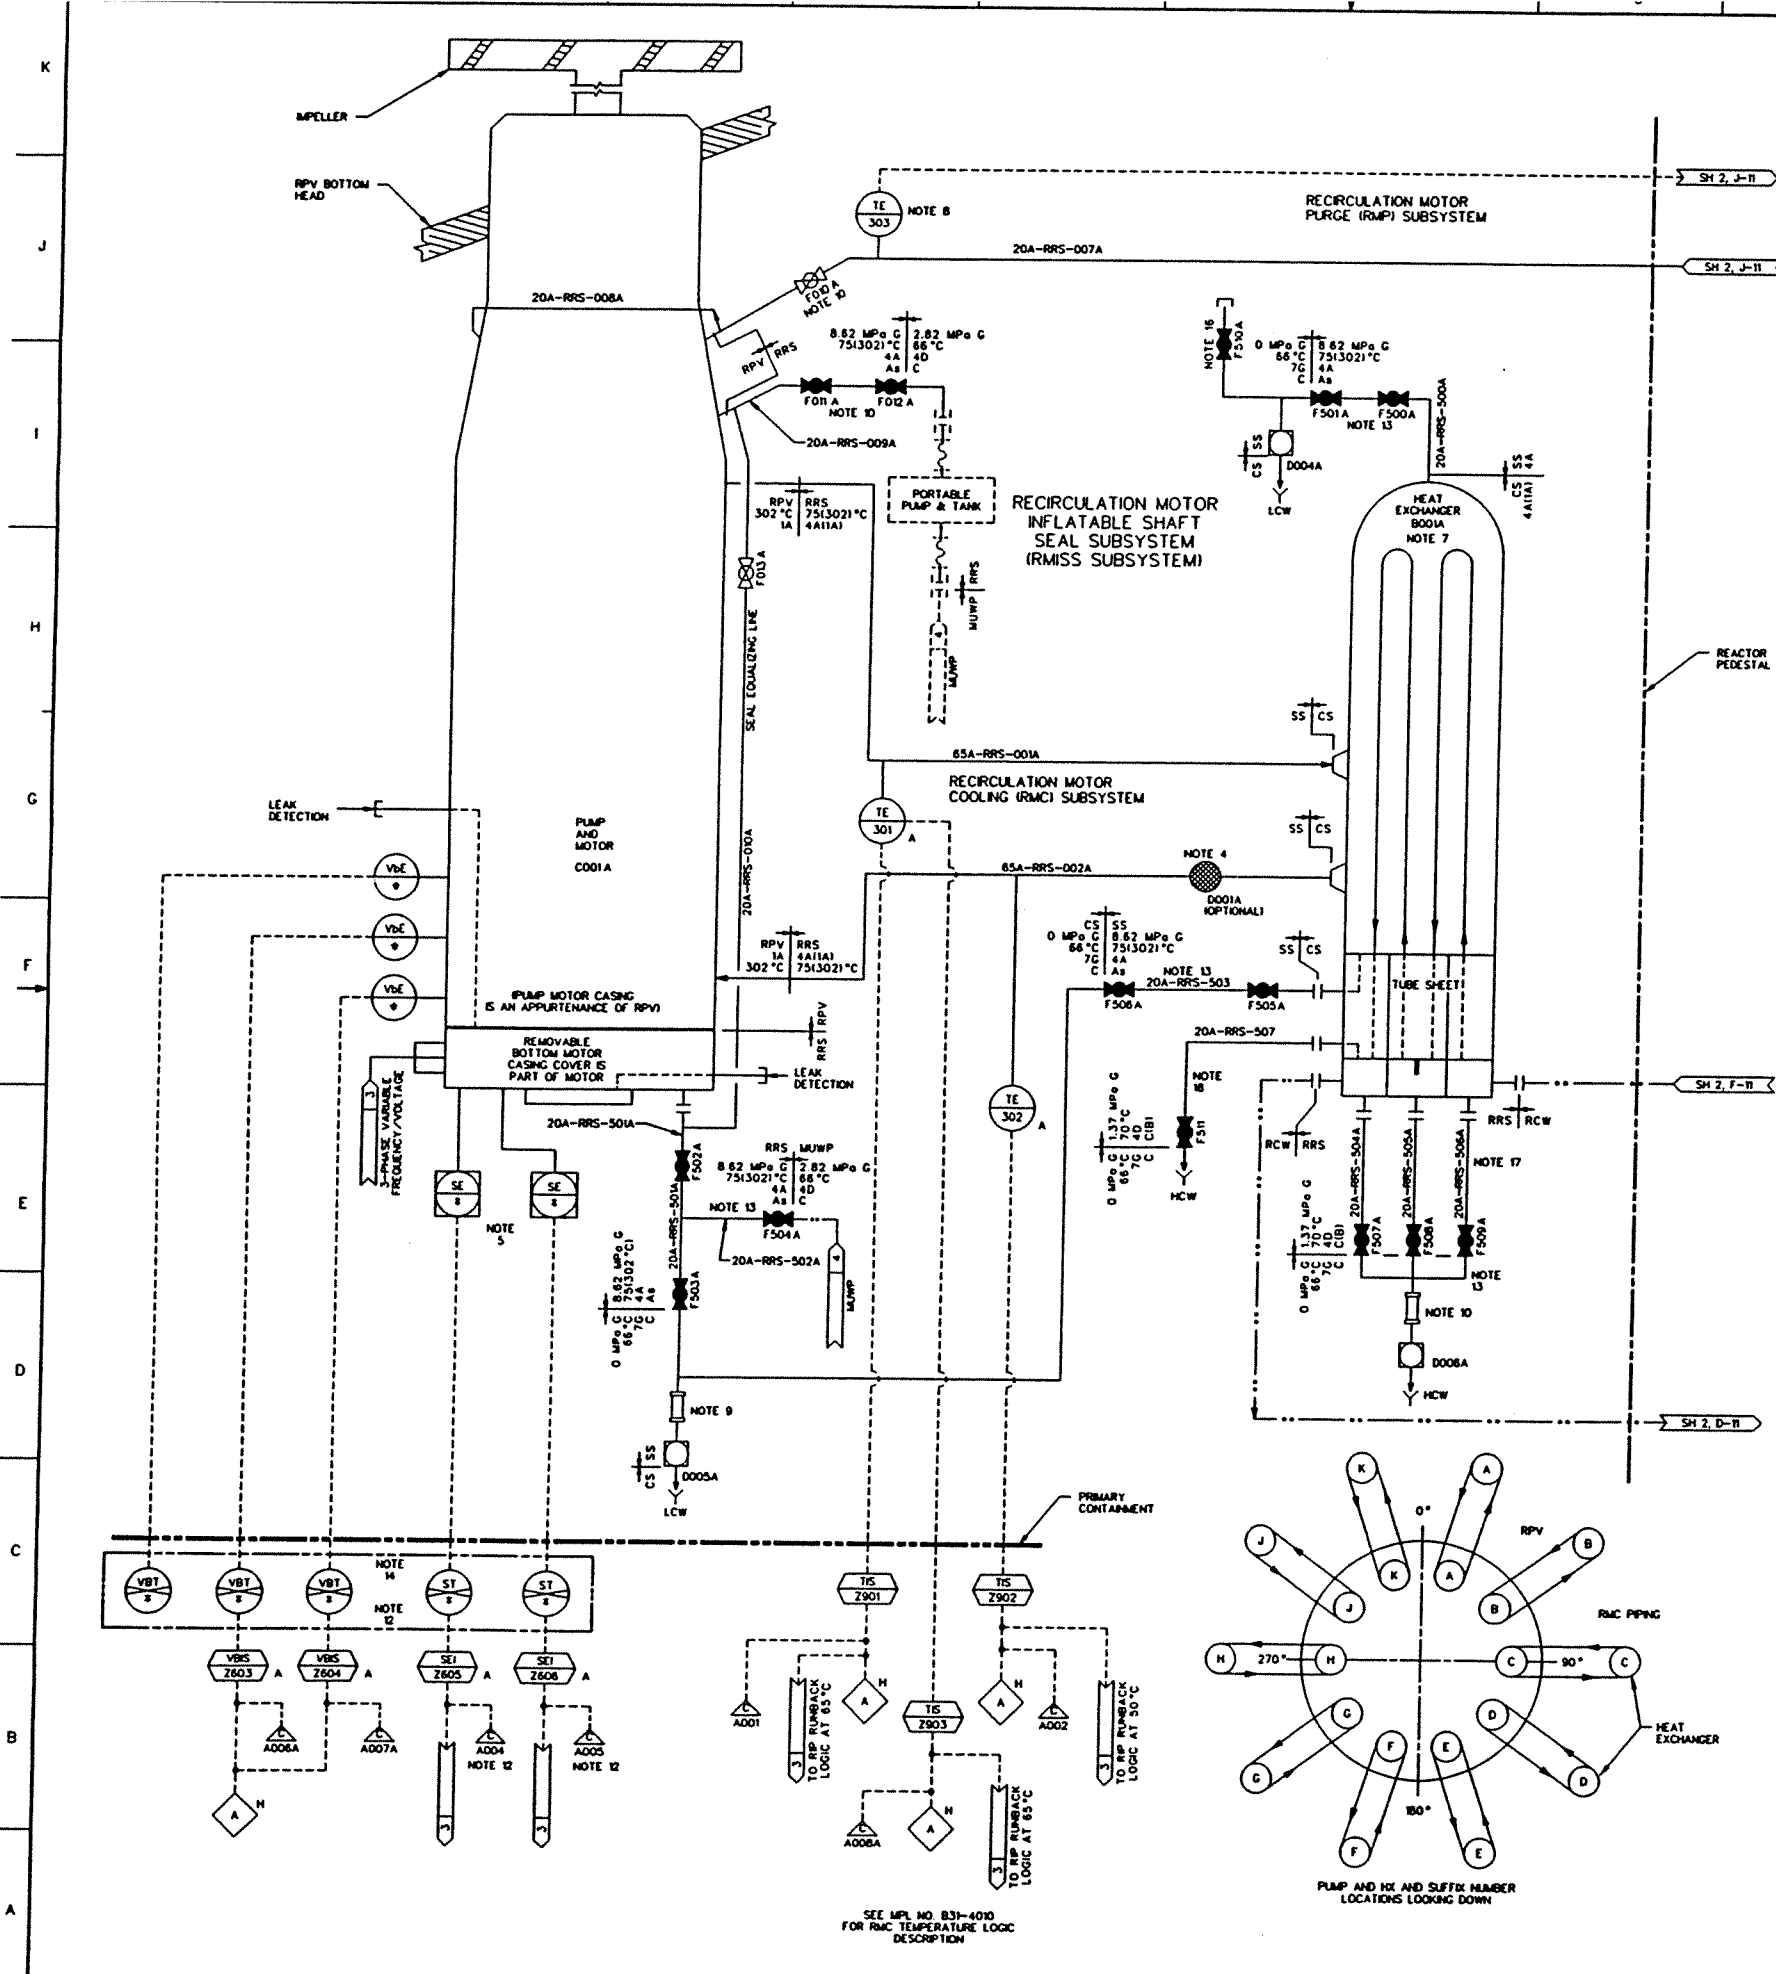 K
IMPELLER
RPV BOTTOM
HEAD
J
TE
303
NOTE 8
SH 2, J-11
RECIRCULATION MOTOR
PURGE (RMP) SUBSYSTEM
20A-RRS-007A
SH 2, J-11
F010A
NOTE 10
20A-RRS-008A
RPV
RRS
8.62 MPa G
2.82 MPa G
75(302)°C
66°C
4A
4D
As
C
F011A
F012A
NOTE 10
20A-RRS-009A
NOTE 16
F510A
0 MPa G
8.62 MPa G
66°C
75(302)°C
7G
4A
C
As
F501A
F500A
NOTE 13
20A-RRS-500A
I
CS
SS
D004A
LCW
CS
SS
4A(1A)
4A
HEAT
EXCHANGER
B001A
NOTE 7
RPV
RRS
302°C
75(302)°C
1A
4A(1A)
PORTABLE
PUMP & TANK
RECIRCULATION MOTOR
INFLATABLE SHAFT
SEAL SUBSYSTEM
(RMISS SUBSYSTEM)
F013A
MUWP
RRS
4
MUWP
H
SEAL EQUALIZING LINE
REACTOR
PEDESTAL
SS
CS
65A-RRS-001A
RECIRCULATION MOTOR
COOLING (RMC) SUBSYSTEM
G
LEAK
DETECTION
PUMP
AND
MOTOR
C001A
TE
301
A
SS
CS
NOTE 4
65A-RRS-002A
D001A
(OPTIONAL)
20A-RRS-010A
VbE
*
VbE
*
VbE
*
F
RPV
RRS
1A
4A(1A)
302°C
75(302)°C
CS
SS
0 MPa G
8.62 MPa G
66°C
75(302)°C
7G
4A
C
As
NOTE 13
20A-RRS-503
F506A
F505A
SS
CS
TUBE SHEET
(PUMP MOTOR CASING
IS AN APPURTENANCE OF RPV)
REMOVABLE
BOTTOM MOTOR
CASING COVER IS
PART OF MOTOR
RRS
RPV
20A-RRS-507
LEAK
DETECTION
3
3-PHASE VARIABLE
FREQUENCY/VOLTAGE
TE
302
A
NOTE
18
F511
0 MPa G
1.37 MPa G
66°C
70°C
7G
4D
C
C(B)
HCW
RCW
RRS
SH 2, F-11
RRS
RCW
NOTE 17
20A-RRS-504A
20A-RRS-505A
20A-RRS-506A
20A-RRS-501A
F502A
RRS
MUWP
8.62 MPa G
2.82 MPa G
75(302)°C
66°C
4A
4D
As
C
E
SE
*
SE
*
NOTE
5
20A-RRS-501A
NOTE 13
F504A
20A-RRS-502A
4
MUWP
0 MPa G
8.62 MPa G
66°C
75(302°C)
7G
4A
C
As
F503A
0 MPa G
1.37 MPa G
66°C
70°C
7G
4D
C
C(B)
F507A
F508A
F509A
NOTE
13
NOTE 10
D006A
HCW
D
NOTE 9
CS
SS
D005A
LCW
SH 2, D-11
PRIMARY
CONTAINMENT
C
NOTE
14
NOTE
12
VBT
*
VBT
*
VBT
*
ST
*
ST
*
VBIS
Z603
A
VBIS
Z604
A
SEI
Z605
A
SEI
Z606
A
TIS
Z901
TIS
Z902
TIS
Z903
B
C
A006A
C
A007A
C
A004
NOTE 12
C
A005
NOTE 12
A
H
3
3
C
A001
3
TO RIP RUNBACK
LOGIC AT 65°C
A
H
A
H
C
A002
3
TO RIP RUNBACK
LOGIC AT 50°C
C
A008A
A
H
3
TO RIP RUNBACK
LOGIC AT 65°C
A
SEE MPL NO. B31-4010
FOR RMC TEMPERATURE LOGIC
DESCRIPTION
K
A
0°
RPV
J
B
K
A
J
B
RMC PIPING
H
270°
H
C
90°
C
G
D
F
E
HEAT
EXCHANGER
G
D
180°
F
E
PUMP AND HX AND SUFFIX NUMBER
LOCATIONS LOOKING DOWN